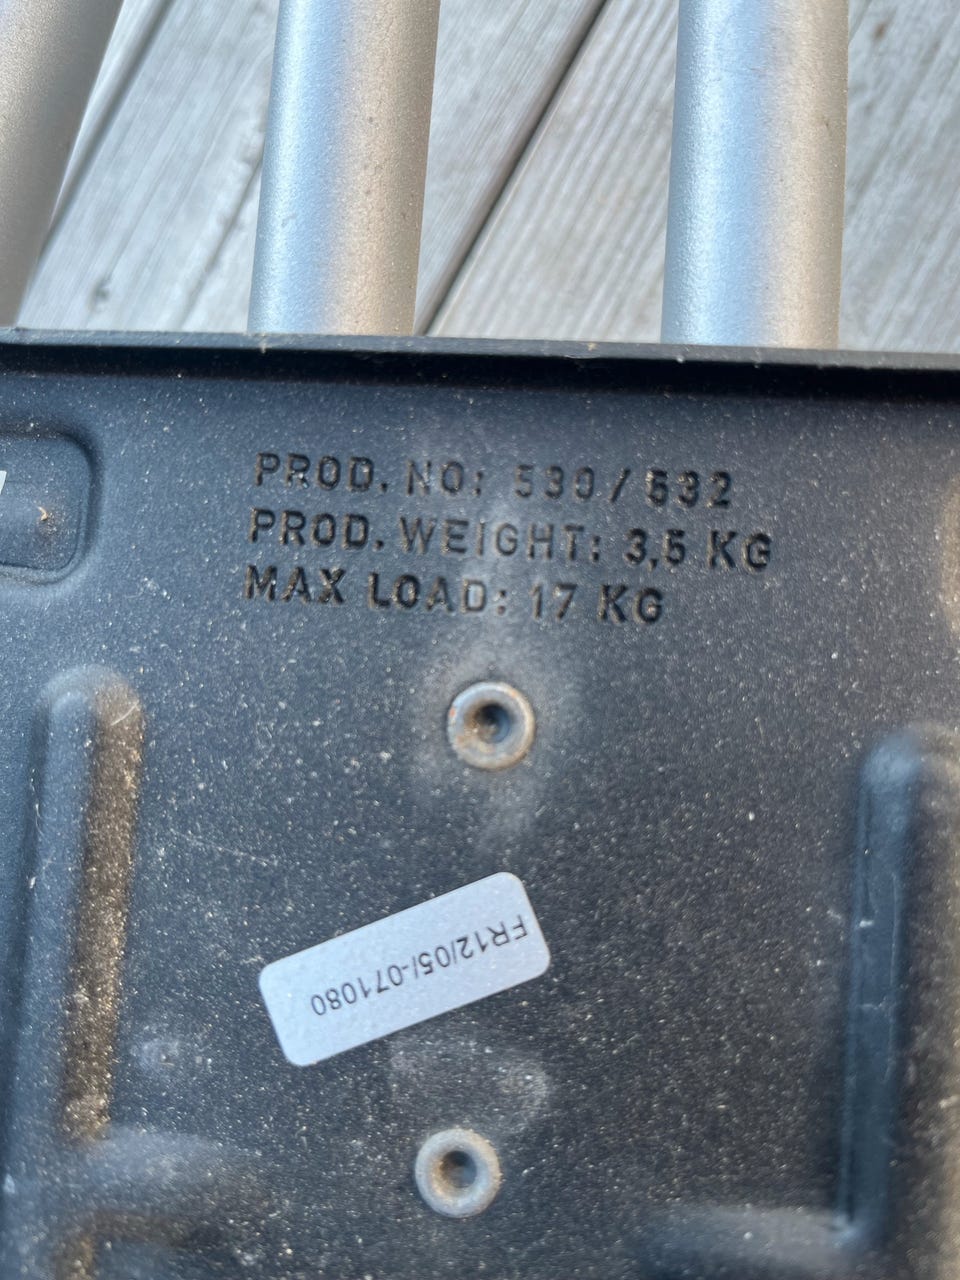 PROD. NO: 530/532
PROD. WEIGHT: 3,5 KG
MAX LOAD: 17 KG
FR12/05/-071080